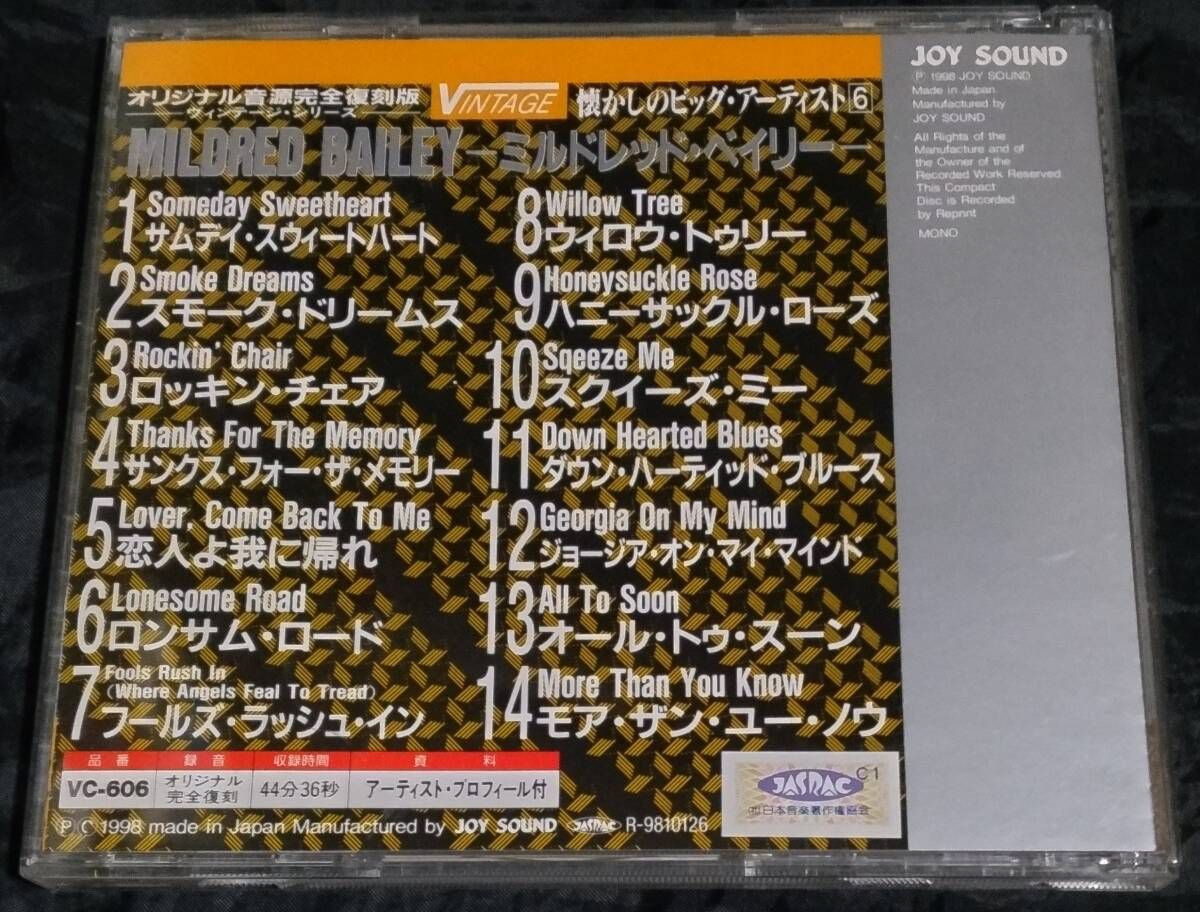 オリジナル音源完全復刻版
ヴィンテージ・シリーズ
VINTAGE
懐かしのビッグ・アーティスト6
MILDRED BAILEY ―ミルドレッド・ベイリー―
1 Someday Sweetheart
サムデイ・スウィートハート
2 Smoke Dreams
スモーク・ドリームス
3 Rockin' Chair
ロッキン・チェア
4 Thanks For The Memory
サンクス・フォー・ザ・メモリー
5 Lover, Come Back To Me
恋人よ我に帰れ
6 Lonesome Road
ロンサム・ロード
7 Fools Rush In
(Where Angels Feal To Tread)
フールズ・ラッシュ・イン
8 Willow Tree
ウィロウ・トゥリー
9 Honeysuckle Rose
ハニーサックル・ローズ
10 Sqeeze Me
スクイーズ・ミー
11 Down Hearted Blues
ダウン・ハーティッド・ブルース
12 Georgia On My Mind
ジョージア・オン・マイ・マインド
13 All To Soon
オール・トゥ・スーン
14 More Than You Know
モア・ザン・ユー・ノウ
品番 録音 収録時間 資料
VC-606 オリジナル完全復刻 44分36秒 アーティスト・プロフィール付
ⓅⒸ 1998 made in Japan Manufactured by JOY SOUND JASRAC R-9810126
JASRAC C1
(社)日本音楽著作権協会
JOY SOUND
Ⓟ 1998 JOY SOUND
Made in Japan
Manufactured by
JOY SOUND
All Rights of the
Manufacture and of
the Owner of the
Recorded Work Reserved
This Compact
Disc is Recorded
by Repnnt
MONO